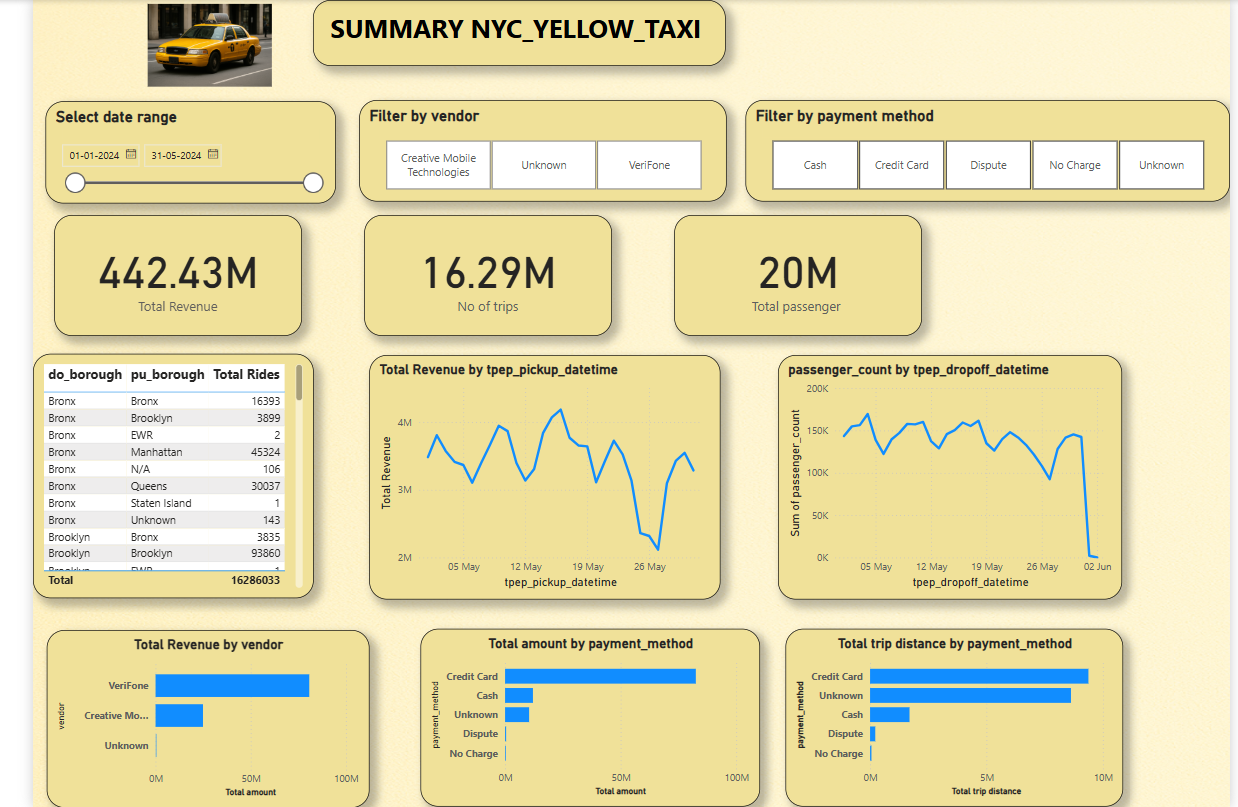 SUMMARY NYC_YELLOW_TAXI
Select date range
01-01-2024 31-05-2024
Filter by vendor
Creative Mobile
Technologies
Unknown
VeriFone
Filter by payment method
Cash
Credit Card
Dispute
No Charge
Unknown
442.43M
Total Revenue
16.29M
No of trips
20M
Total passenger
do_borough pu_borough Total Rides
Bronx Bronx 16393
Bronx Brooklyn 3899
Bronx EWR 2
Bronx Manhattan 45324
Bronx N/A 106
Bronx Queens 30037
Bronx Staten Island 1
Bronx Unknown 143
Brooklyn Bronx 3835
Brooklyn Brooklyn 93860
Brooklyn EWR 1
Total 16286033
Total Revenue by tpep_pickup_datetime
Total Revenue
4M
3M
2M
05 May 12 May 19 May 26 May
tpep_pickup_datetime
passenger_count by tpep_dropoff_datetime
Sum of passenger_count
200K
150K
100K
50K
0K
05 May 12 May 19 May 26 May 02 Jun
tpep_dropoff_datetime
Total Revenue by vendor
vendor
VeriFone
Creative Mo...
Unknown
0M 50M 100M
Total amount
Total amount by payment_method
payment_method
Credit Card
Cash
Unknown
Dispute
No Charge
0M 50M 100M
Total amount
Total trip distance by payment_method
payment_method
Credit Card
Unknown
Cash
Dispute
No Charge
0M 5M 10M
Total trip distance